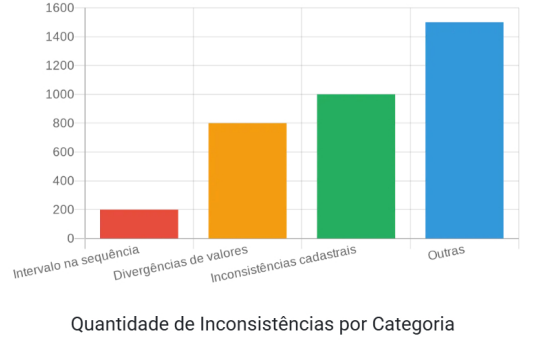 1600
1400
1200
1000
800
600
400
200
0
Intervalo na sequência
Divergências de valores
Inconsistências cadastrais
Outras
Quantidade de Inconsistências por Categoria